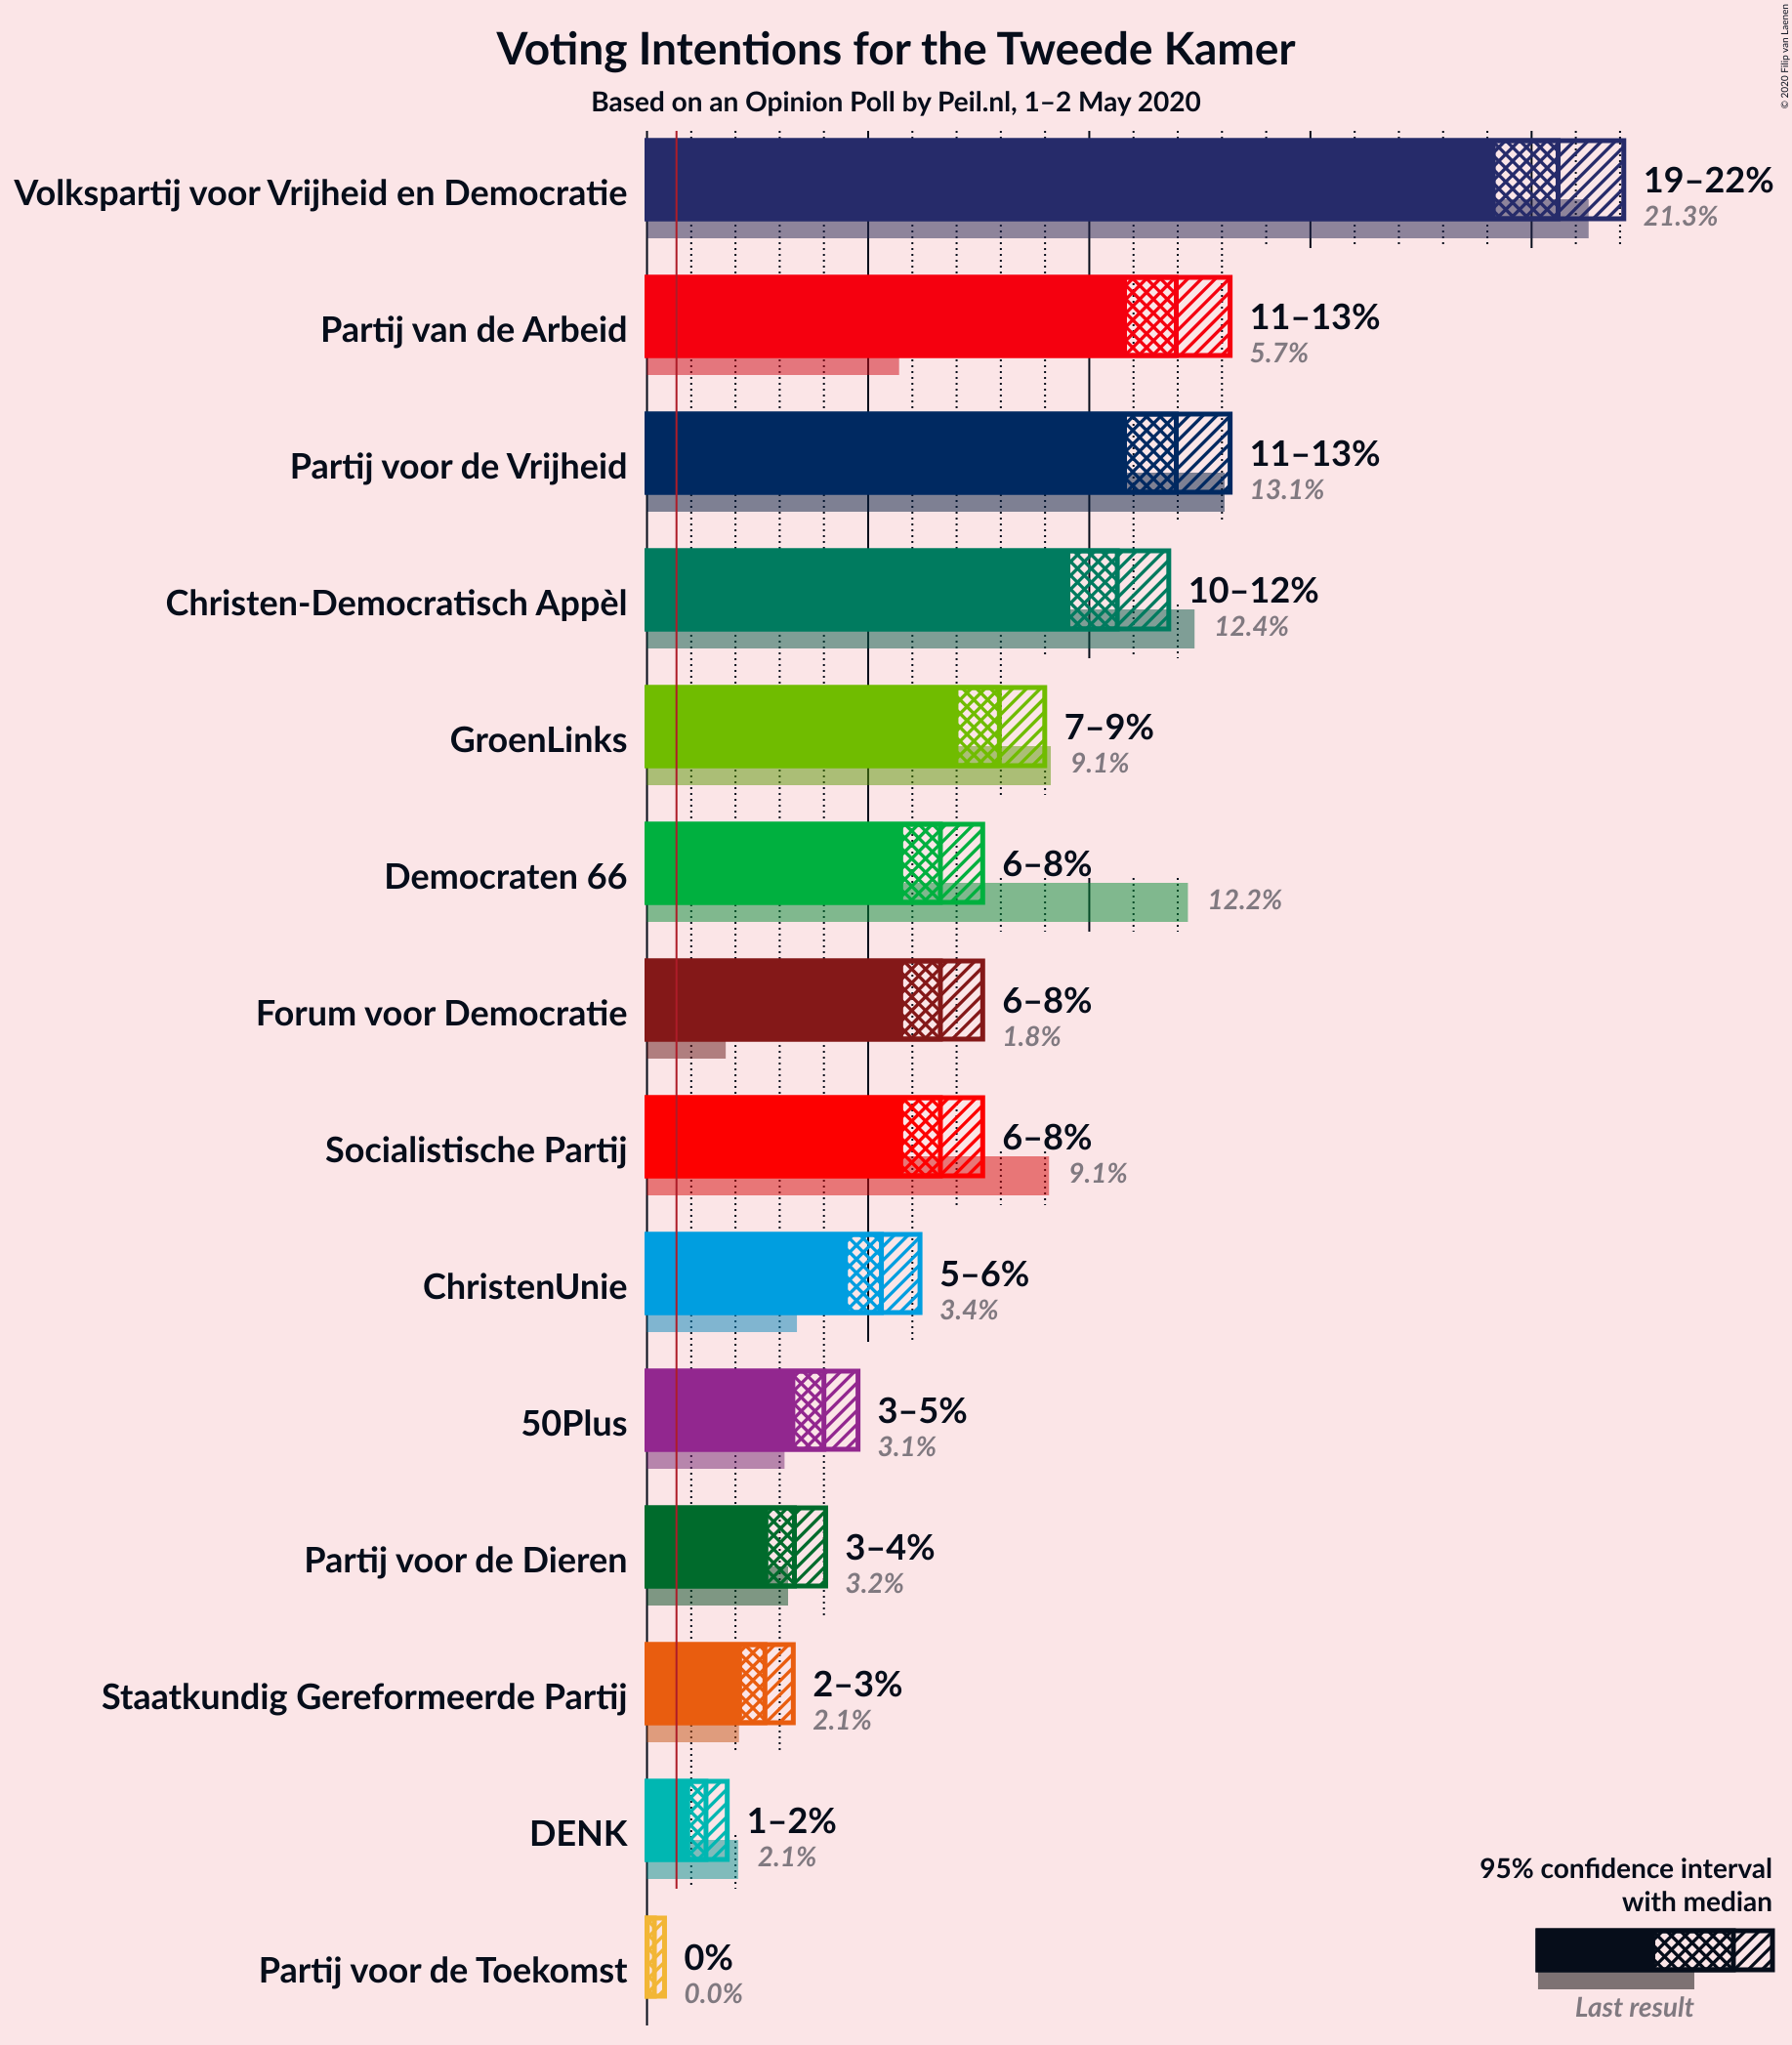 Voting Intentions for the Tweede Kamer
Based on an Opinion Poll by Peil.nl, 1–2 May 2020
© 2020 Filip van Laenen
Volkspartij voor Vrijheid en Democratie
19–22%
21.3%
Partij van de Arbeid
11–13%
5.7%
Partij voor de Vrijheid
11–13%
13.1%
Christen-Democratisch Appèl
10–12%
12.4%
GroenLinks
7–9%
9.1%
Democraten 66
6–8%
12.2%
Forum voor Democratie
6–8%
1.8%
Socialistische Partij
6–8%
9.1%
ChristenUnie
5–6%
3.4%
50Plus
3–5%
3.1%
Partij voor de Dieren
3–4%
3.2%
Staatkundig Gereformeerde Partij
2–3%
2.1%
DENK
1–2%
2.1%
Partij voor de Toekomst
0%
0.0%
95% confidence interval
with median
Last result